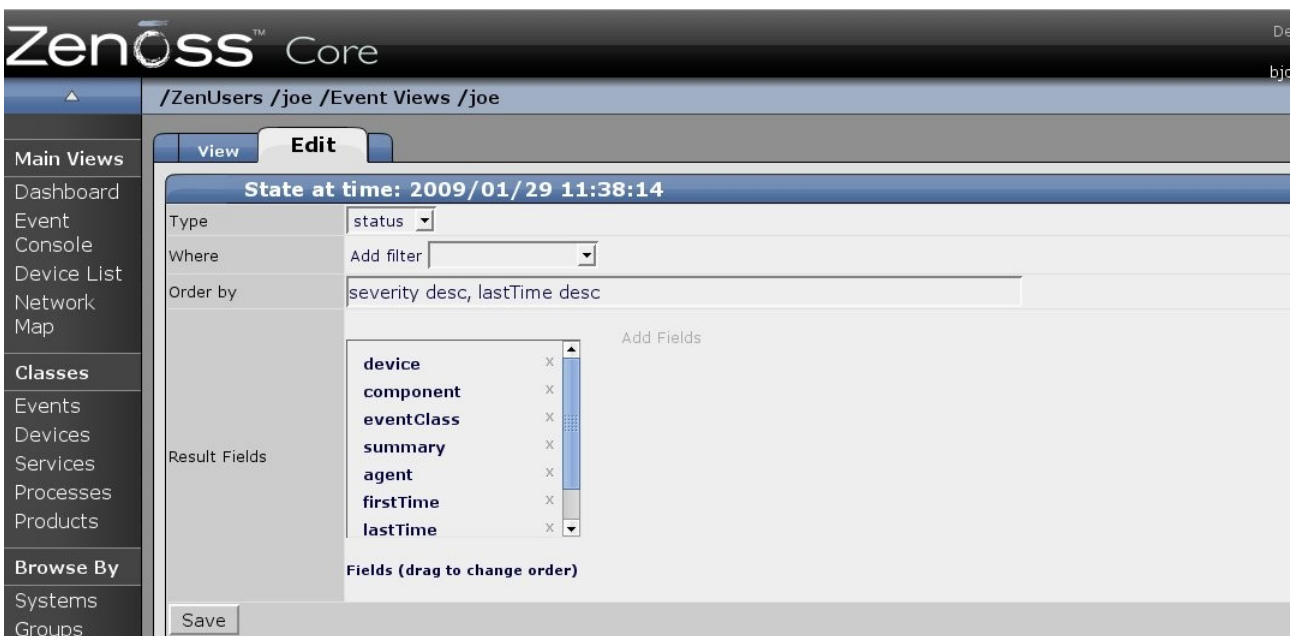 Zenöss™ Core
De
bjo
/ZenUsers /joe /Event Views /joe
View
Edit
Main Views
Dashboard
Event
Console
Device List
Network
Map
Classes
Events
Devices
Services
Processes
Products
Browse By
Systems
Groups
State at time: 2009/01/29 11:38:14
Type
status
Where
Add filter
Order by
severity desc, lastTime desc
Result Fields
Add Fields
device x
component x
eventClass x
summary x
agent x
firstTime x
lastTime x
Fields (drag to change order)
Save